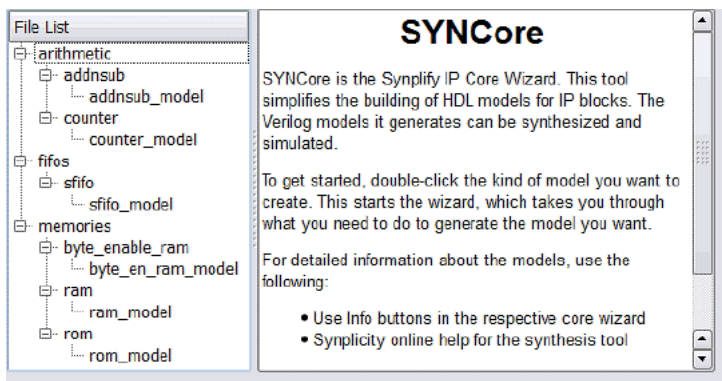 File List
arithmetic
addnsub
addnsub_model
counter
counter_model
fifos
sfifo
sfifo_model
memories
byte_enable_ram
byte_en_ram_model
ram
ram_model
rom
rom_model
SYNCore
SYNCore is the Synplify IP Core Wizard. This tool
simplifies the building of HDL models for IP blocks. The
Verilog models it generates can be synthesized and
simulated.
To get started, double-click the kind of model you want to
create. This starts the wizard, which takes you through
what you need to do to generate the model you want.
For detailed information about the models, use the
following:
• Use Info buttons in the respective core wizard
• Synplicity online help for the synthesis tool